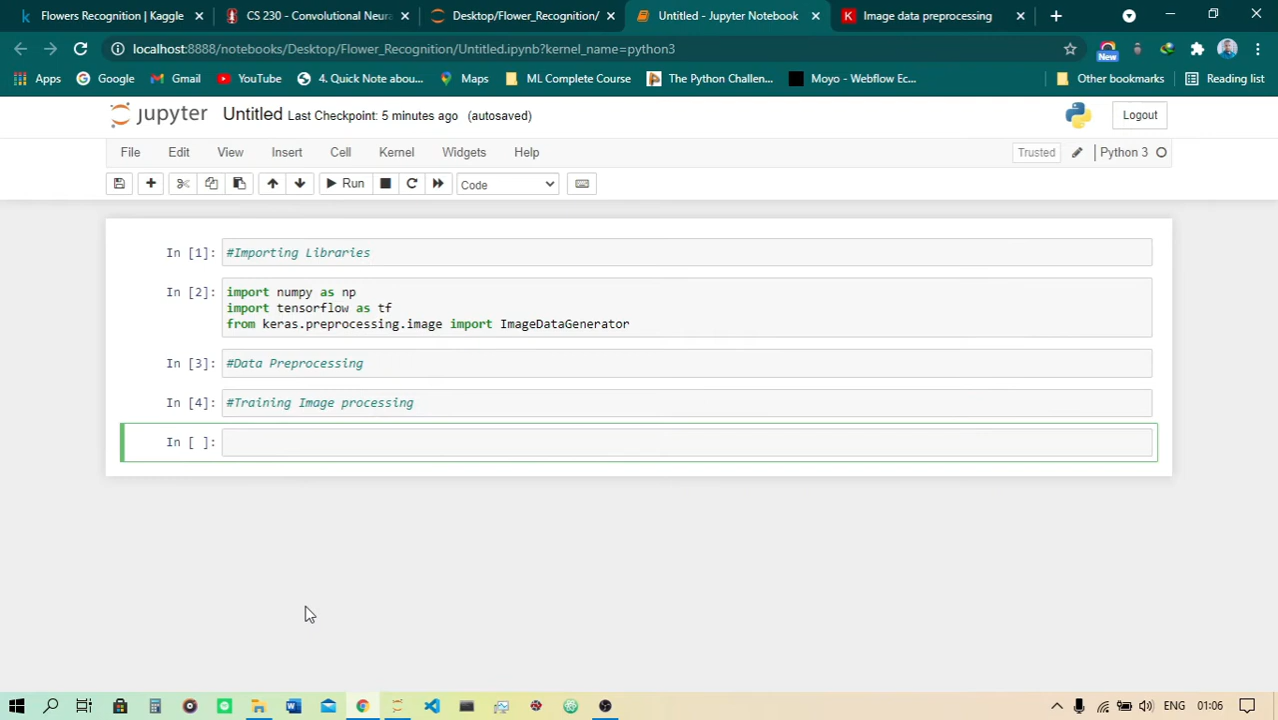 Flowers Recognition | Kaggle
CS 230 - Convolutional Neura
Desktop/Flower_Recognition/
Untitled - Jupyter Notebook
Image data preprocessing
localhost:8888/notebooks/Desktop/Flower_Recognition/Untitled.ipynb?kernel_name=python3
New
Apps
Google
Gmail
YouTube
4. Quick Note abou...
Maps
ML Complete Course
The Python Challen...
Moyo - Webflow Ec...
Other bookmarks
Reading list
jupyter Untitled Last Checkpoint: 5 minutes ago (autosaved)
Logout
File Edit View Insert Cell Kernel Widgets Help
Trusted
Python 3
Run
Code
In [1]: #Importing Libraries
In [2]: import numpy as np
import tensorflow as tf
from keras.preprocessing.image import ImageDataGenerator
In [3]: #Data Preprocessing
In [4]: #Training Image processing
In [ ]:
ENG 01:06